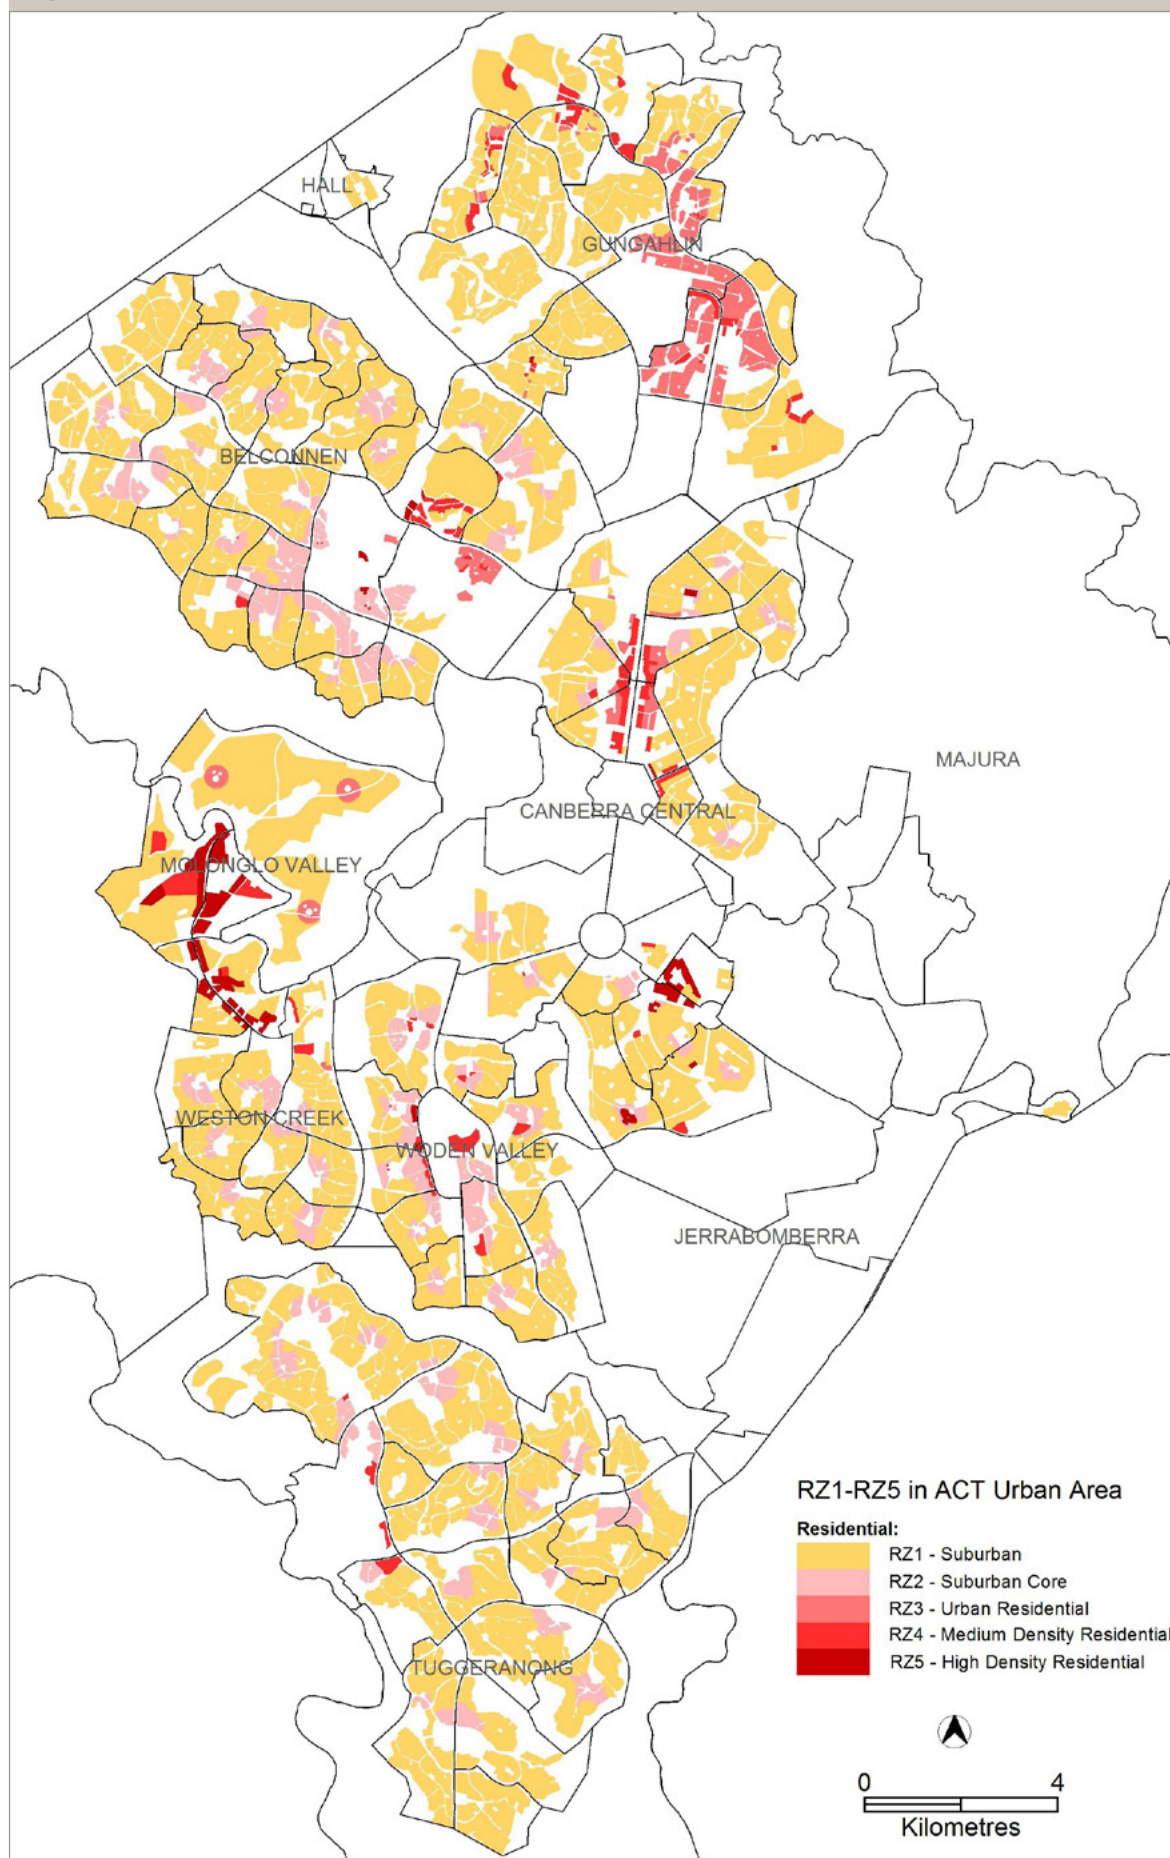 HALL
GUNGAHLIN
BELCONNEN
MAJURA
CANBERRA CENTRAL
MOLONGLO VALLEY
WESTON CREEK
WODEN VALLEY
JERRABOMBERRA
RZ1-RZ5 in ACT Urban Area
Residential:
RZ1 - Suburban
RZ2 - Suburban Core
RZ3 - Urban Residential
RZ4 - Medium Density Residential
RZ5 - High Density Residential
TUGGERANONG
0 4
Kilometres